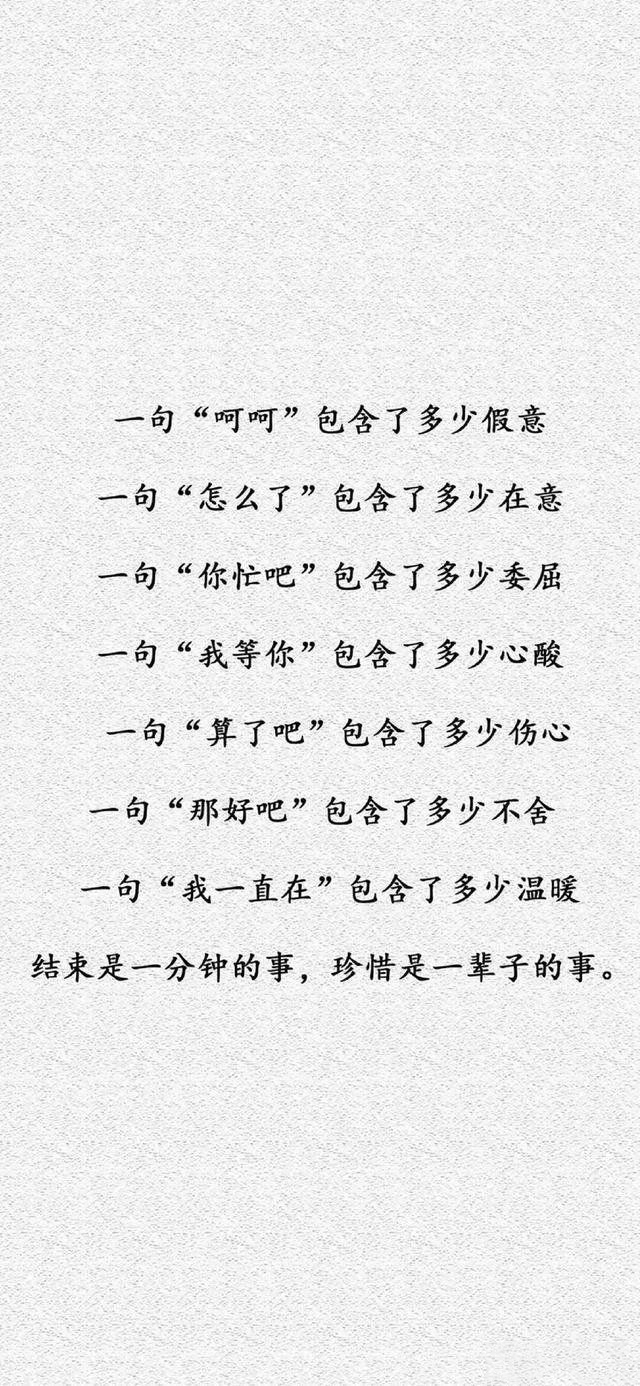 一句“呵呵”包含了多少假意
一句“怎么了”包含了多少在意
一句“你忙吧”包含了多少委屈
一句“我等你”包含了多少心酸
一句“算了吧”包含了多少伤心
一句“那好吧”包含了多少不舍
一句“我一直在”包含了多少温暖
结束是一分钟的事，珍惜是一辈子的事。